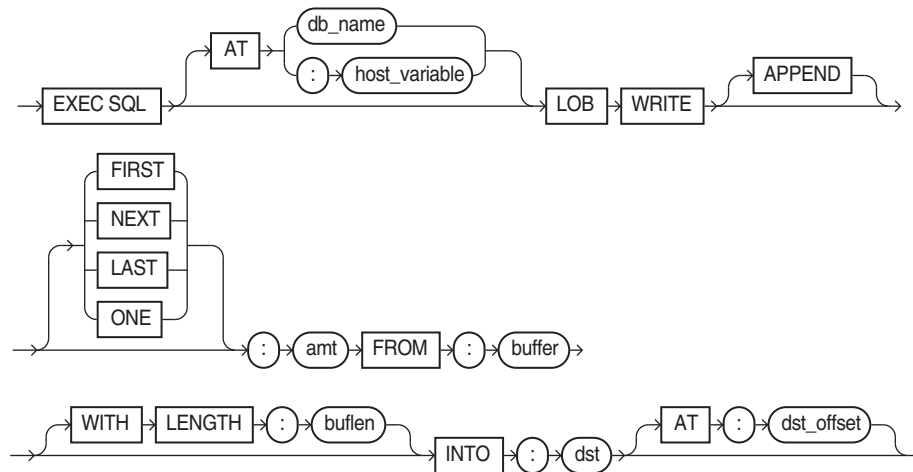 db_name
AT
: host_variable
EXEC SQL LOB WRITE APPEND
FIRST
NEXT
LAST
ONE
: amt FROM : buffer
WITH LENGTH : buflen AT : dst_offset
INTO : dst